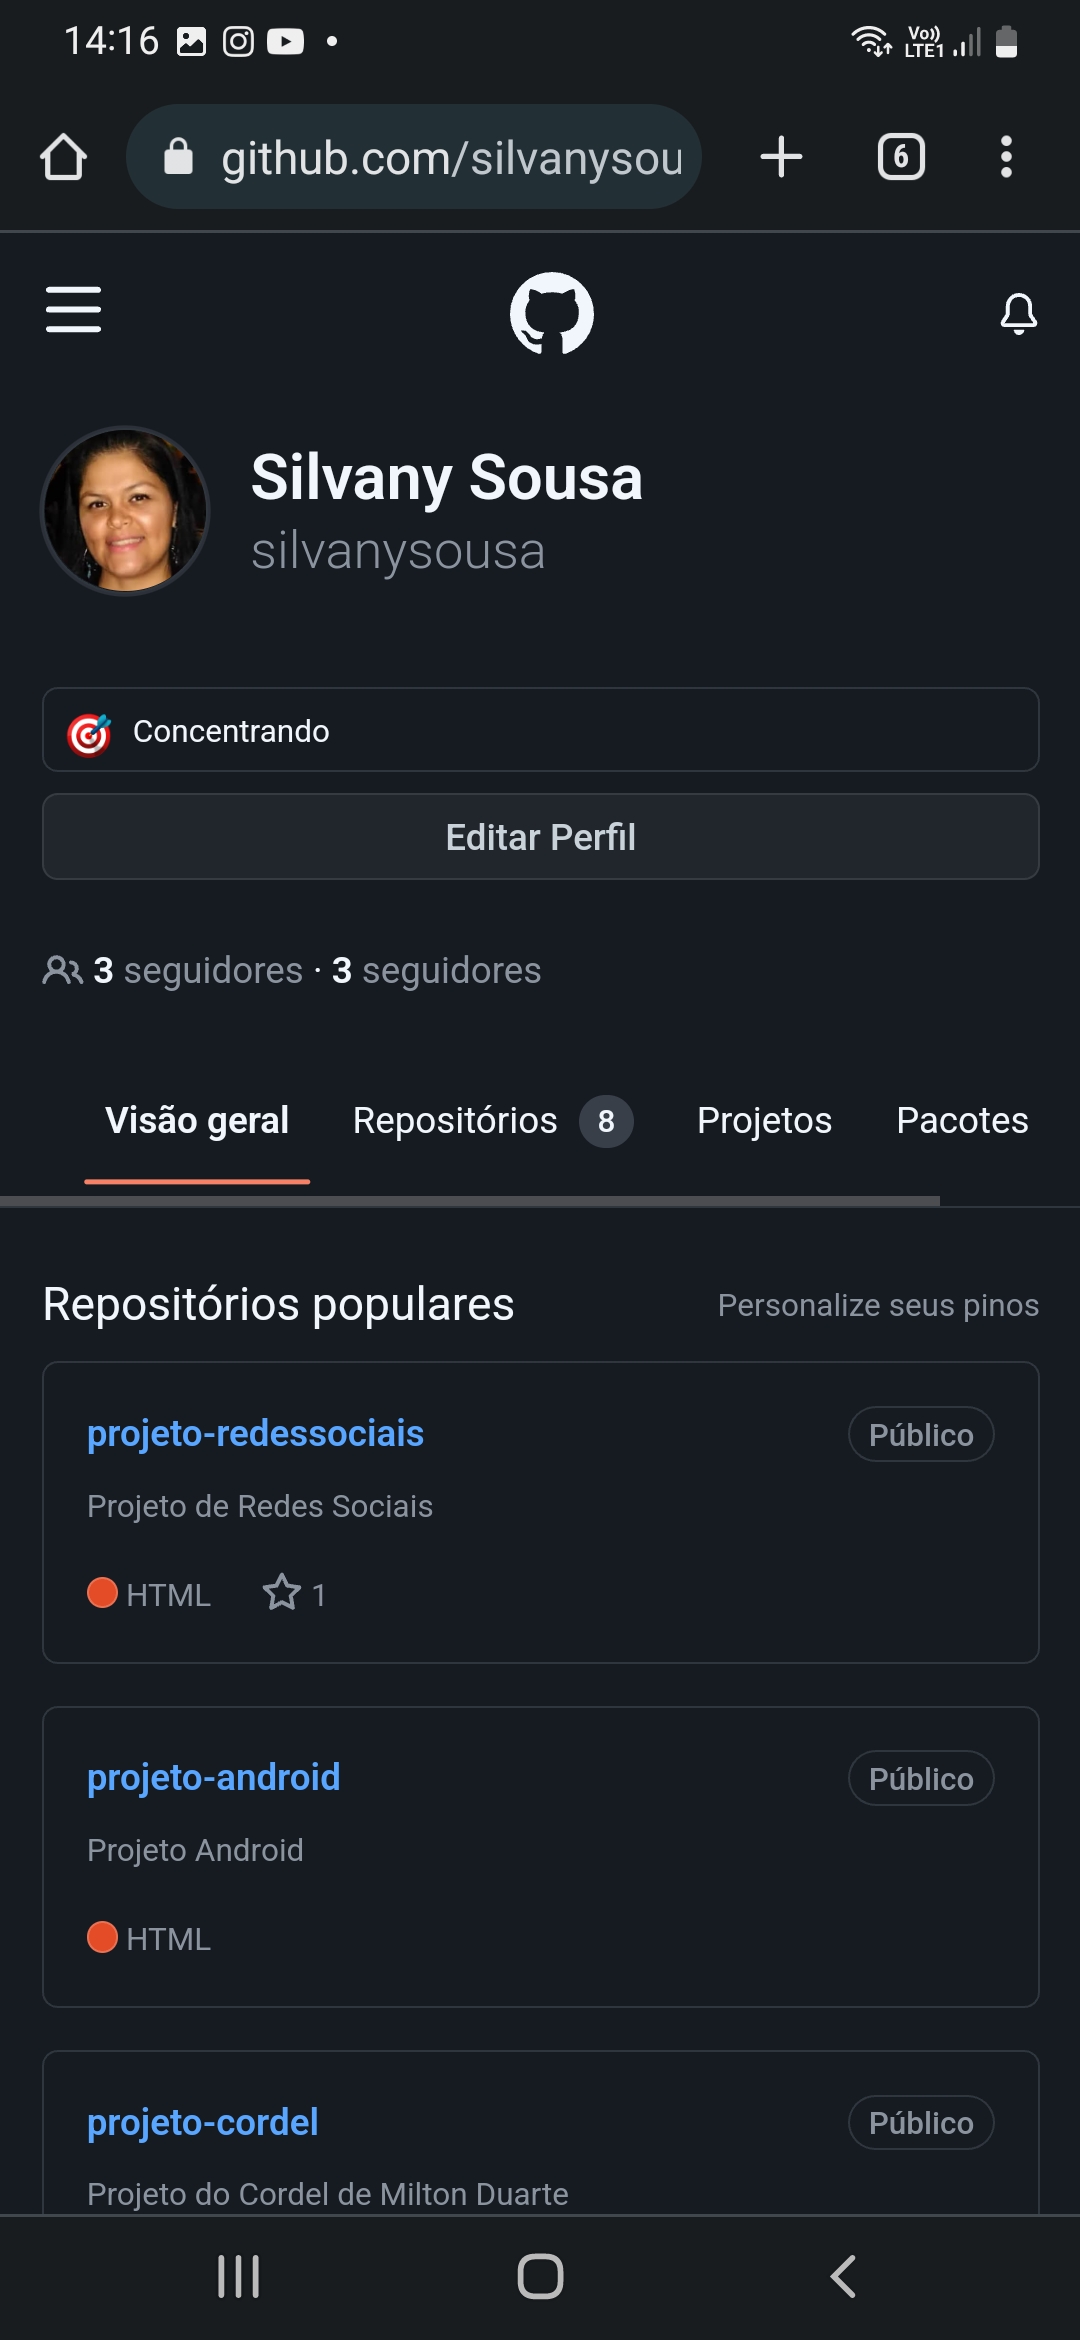 14:16
Vo)) LTE1
github.com/silvanysou
6
Silvany Sousa
silvanysousa
Concentrando
Editar Perfil
3 seguidores · 3 seguidores
Visão geral Repositórios 8 Projetos Pacotes
Repositórios populares Personalize seus pinos
projeto-redessociais Público
Projeto de Redes Sociais
HTML 1
projeto-android Público
Projeto Android
HTML
projeto-cordel Público
Projeto do Cordel de Milton Duarte